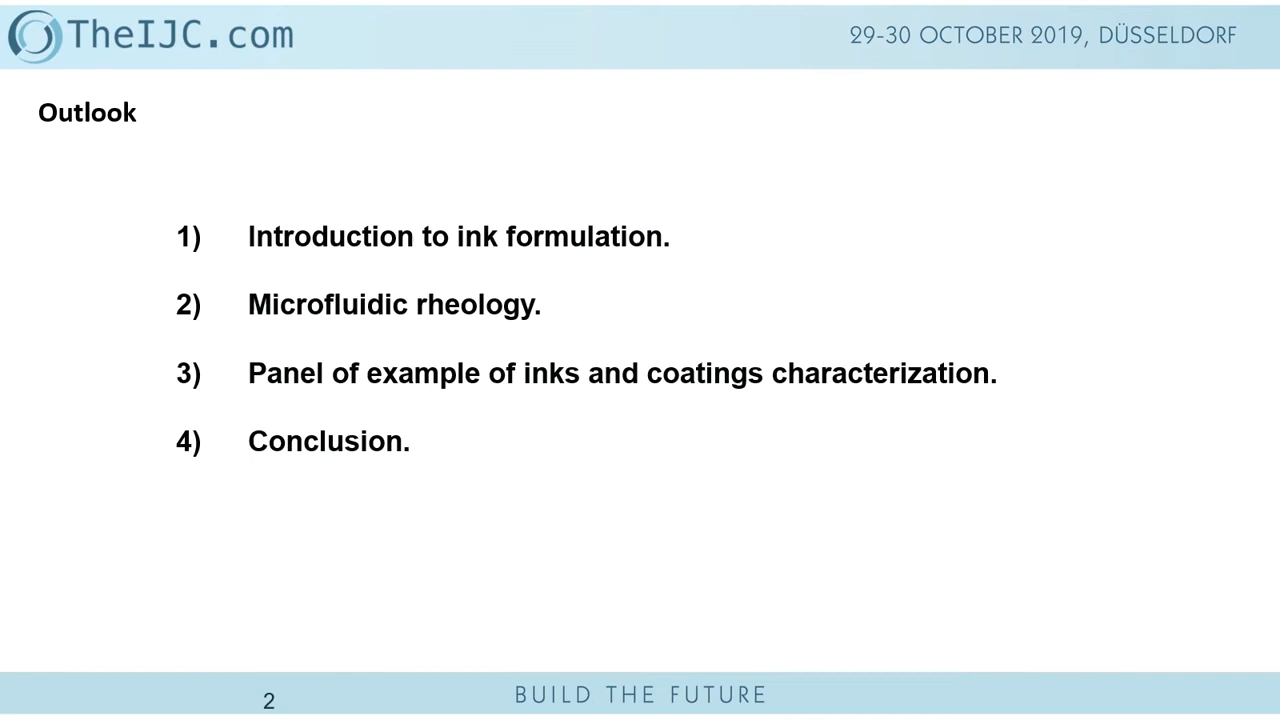 TheIJC.com
29-30 OCTOBER 2019, DÜSSELDORF
Outlook
1) Introduction to ink formulation.
2) Microfluidic rheology.
3) Panel of example of inks and coatings characterization.
4) Conclusion.
2
BUILD THE FUTURE